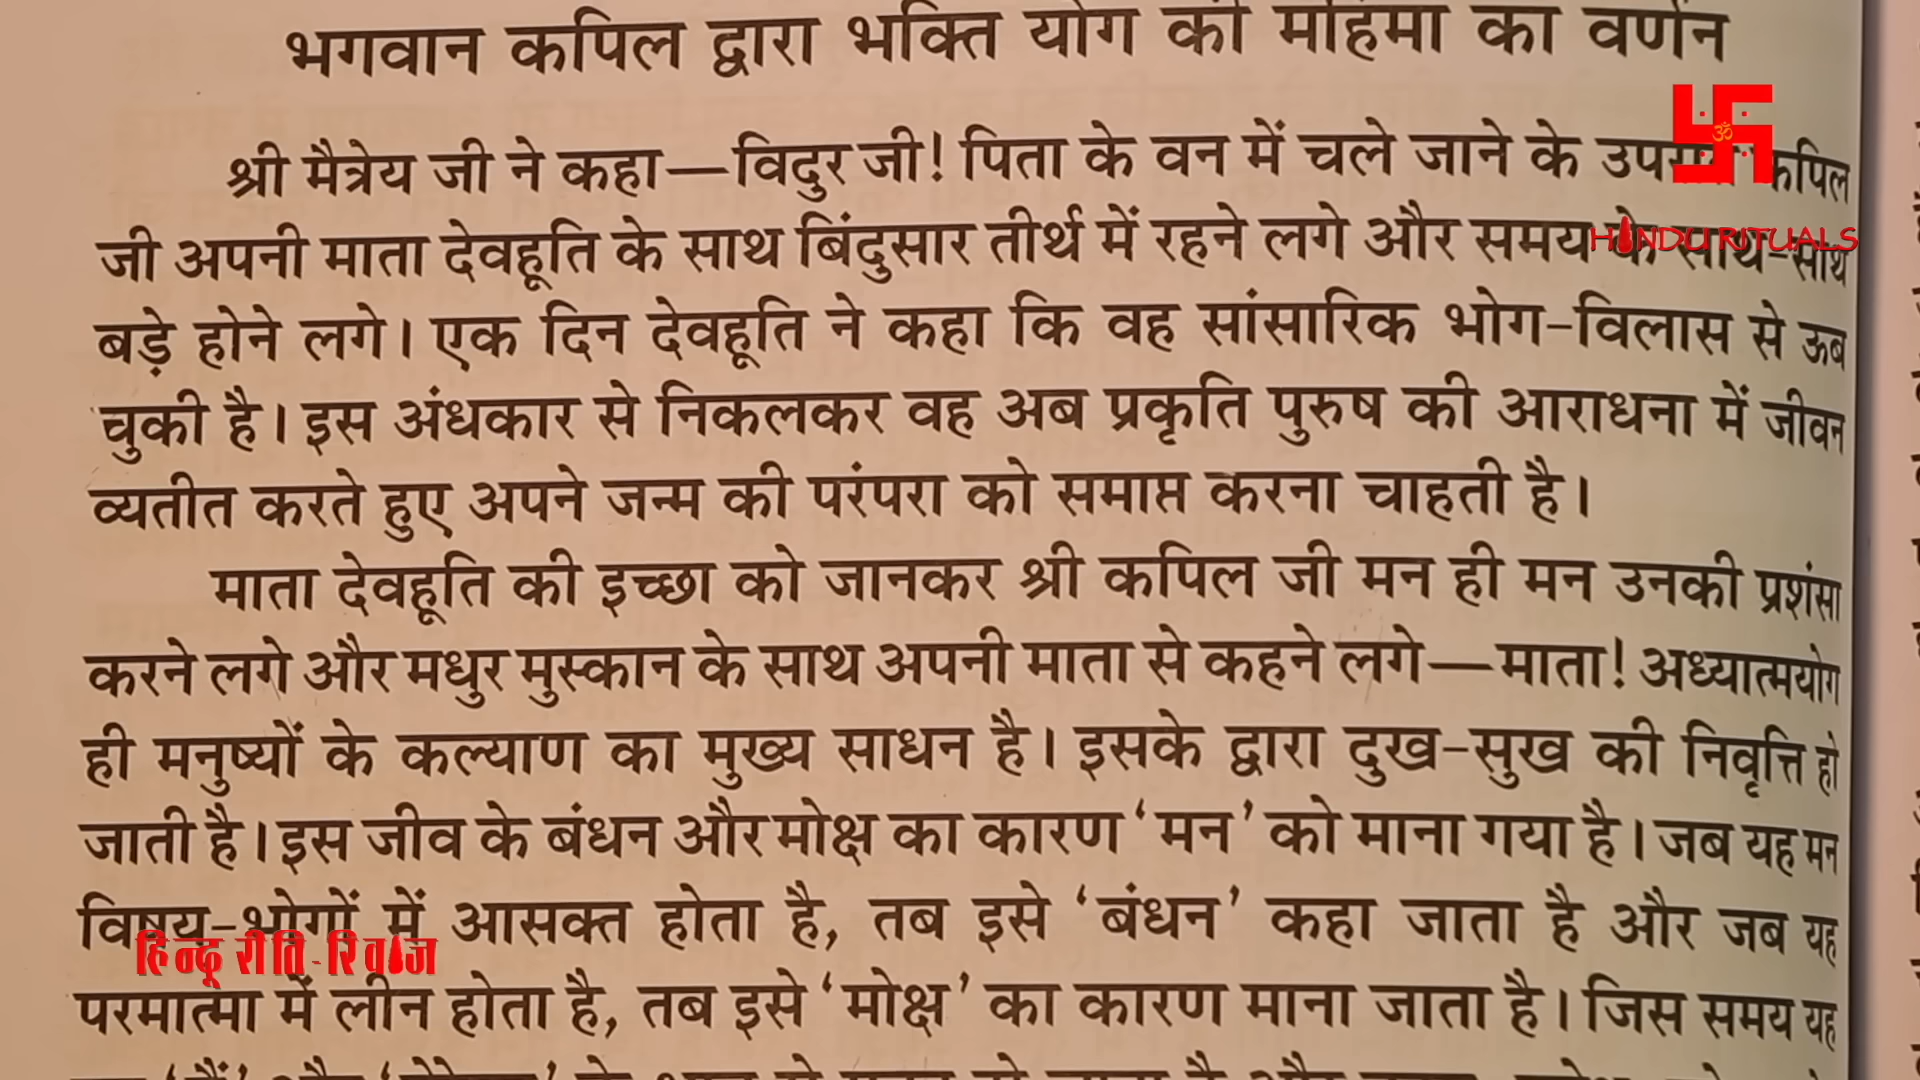 भगवान कपिल द्वारा भक्ति योग की महिमा का वर्णन
श्री मैत्रेय जी ने कहा—विदुर जी! पिता के वन में चले जाने के कपिल
जी अपनी माता देवहूति के साथ बिंदुसार तीर्थ में रहने लगे और समय के साथ-साथ
HINDU RITUALS
बड़े होने लगे। एक दिन देवहूति ने कहा कि वह सांसारिक भोग-विलास से ऊब
चुकी है। इस अंधकार से निकलकर वह अब प्रकृति पुरुष की आराधना में जीवन
व्यतीत करते हुए अपने जन्म की परंपरा को समाप्त करना चाहती है।
माता देवहूति की इच्छा को जानकर श्री कपिल जी मन ही मन उनकी प्रशंसा
करने लगे और मधुर मुस्कान के साथ अपनी माता से कहने लगे—माता! अध्यात्मयोग
ही मनुष्यों के कल्याण का मुख्य साधन है। इसके द्वारा दुख-सुख की निवृत्ति हो
जाती है। इस जीव के बंधन और मोक्ष का कारण ‘मन’ को माना गया है। जब यह मन
विषय-भोगों में आसक्त होता है, तब इसे ‘बंधन’ कहा जाता है और जब यह
हिन्दू रीति-रिवाज
परमात्मा में लीन होता है, तब इसे ‘मोक्ष’ का कारण माना जाता है। जिस समय यह